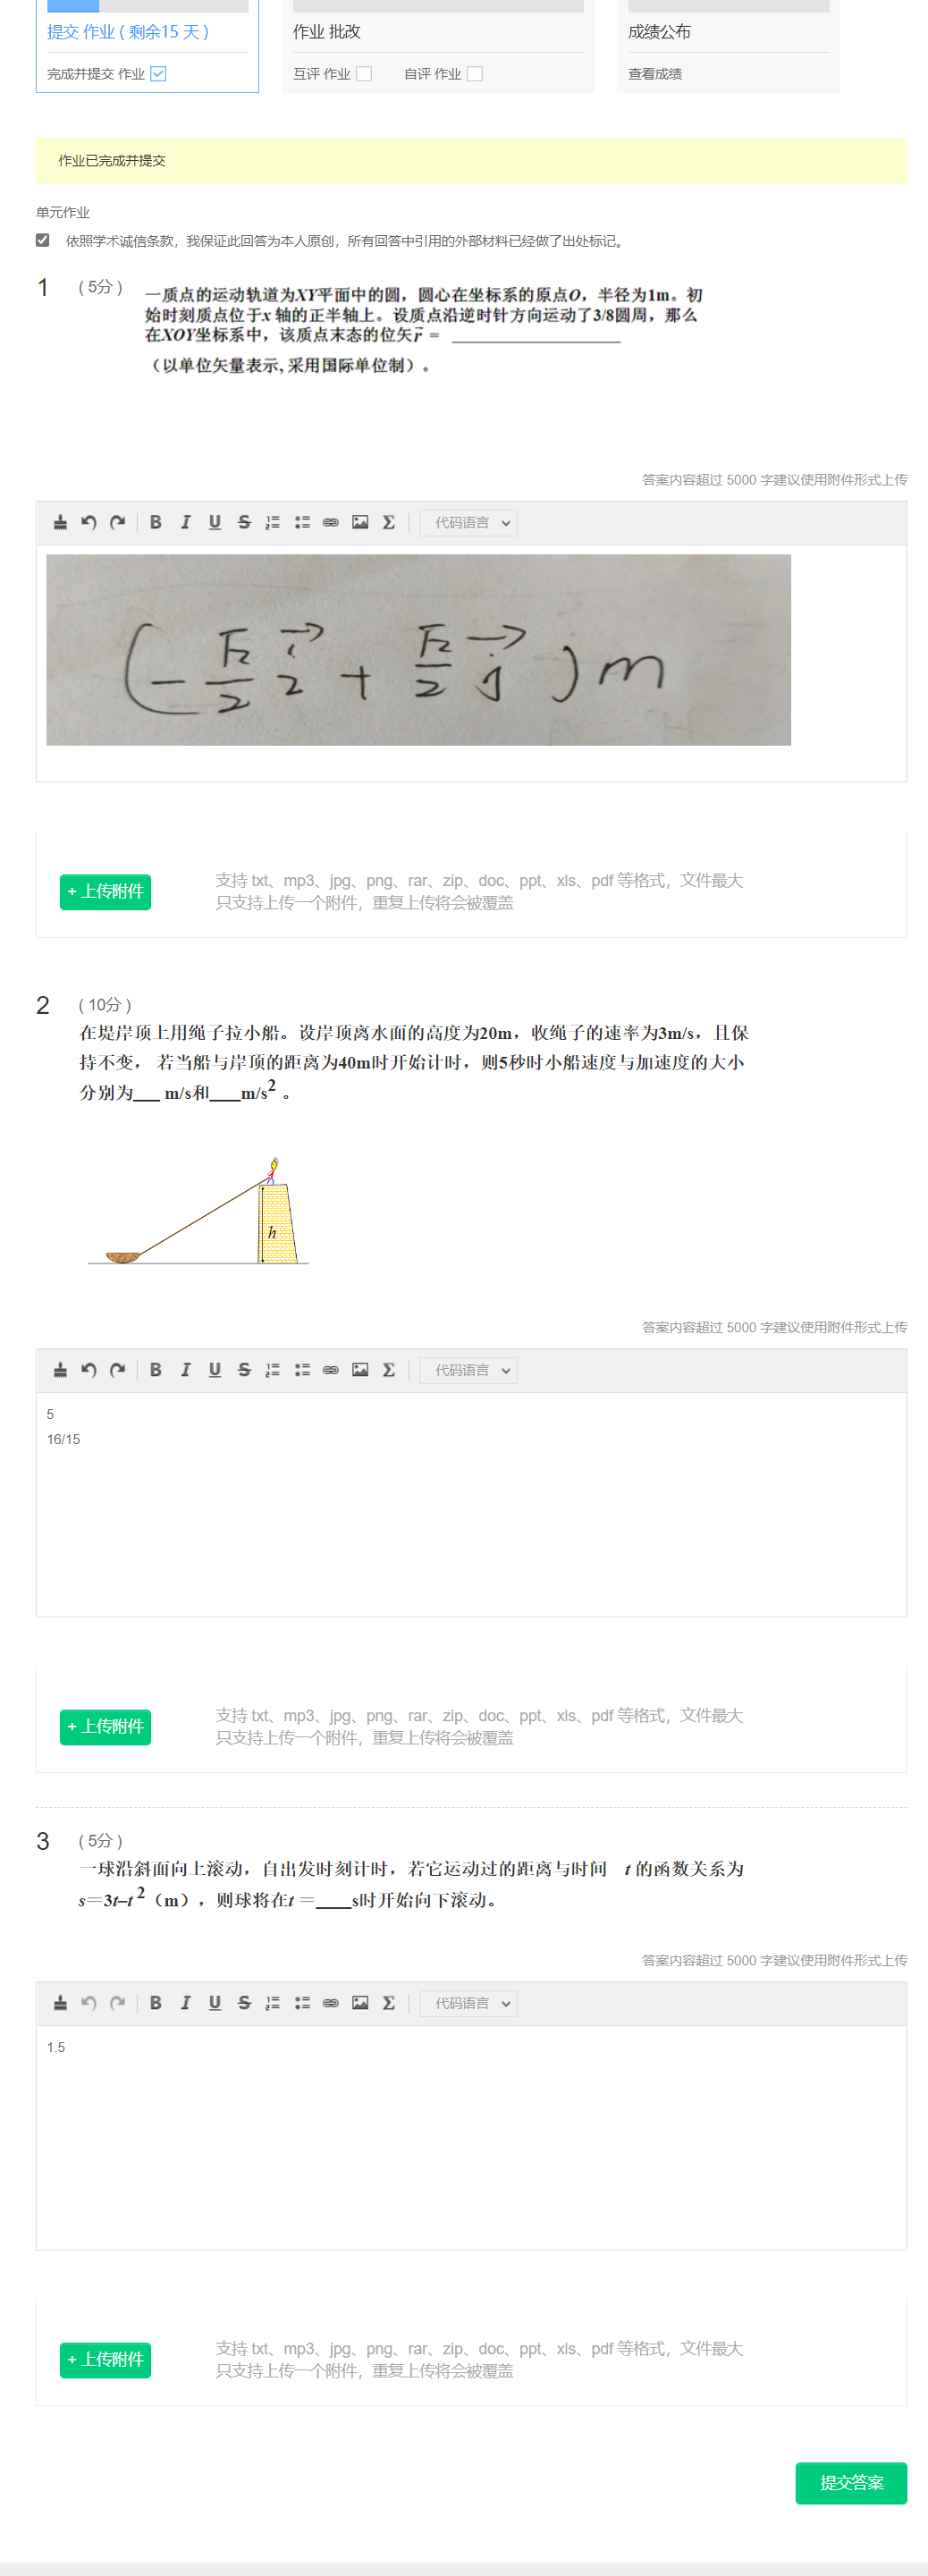 提交 作业 ( 剩余15 天 )
完成并提交 作业
作业 批改
互评 作业 自评 作业
成绩公布
查看成绩
作业已完成并提交
单元作业
依照学术诚信条款，我保证此回答为本人原创，所有回答中引用的外部材料已经做了出处标记。
1 ( 5分 )
一质点的运动轨道为XY平面中的圆，圆心在坐标系的原点O，半径为1m。初
始时刻质点位于x 轴的正半轴上。设质点沿逆时针方向运动了3/8圆周，那么
在XOY坐标系中，该质点末态的位矢r⃗ = ___________________
（以单位矢量表示, 采用国际单位制）。
答案内容超过 5000 字建议使用附件形式上传
B I U S Σ 代码语言
(-√2/2 i⃗ + √2/2 j⃗)m
+ 上传附件
支持 txt、mp3、jpg、png、rar、zip、doc、ppt、xls、pdf 等格式，文件最大
只支持上传一个附件，重复上传将会被覆盖
2 ( 10分 )
在堤岸顶上用绳子拉小船。设岸顶离水面的高度为20m，收绳子的速率为3m/s，且保
持不变， 若当船与岸顶的距离为40m时开始计时，则5秒时小船速度与加速度的大小
分别为___ m/s和____m/s² 。
h
答案内容超过 5000 字建议使用附件形式上传
B I U S Σ 代码语言
5
16/15
+ 上传附件
支持 txt、mp3、jpg、png、rar、zip、doc、ppt、xls、pdf 等格式，文件最大
只支持上传一个附件，重复上传将会被覆盖
3 ( 5分 )
一球沿斜面向上滚动，自出发时刻计时，若它运动过的距离与时间 t 的函数关系为
s=3t–t ²（m），则球将在t =____s时开始向下滚动。
答案内容超过 5000 字建议使用附件形式上传
B I U S Σ 代码语言
1.5
+ 上传附件
支持 txt、mp3、jpg、png、rar、zip、doc、ppt、xls、pdf 等格式，文件最大
只支持上传一个附件，重复上传将会被覆盖
提交答案